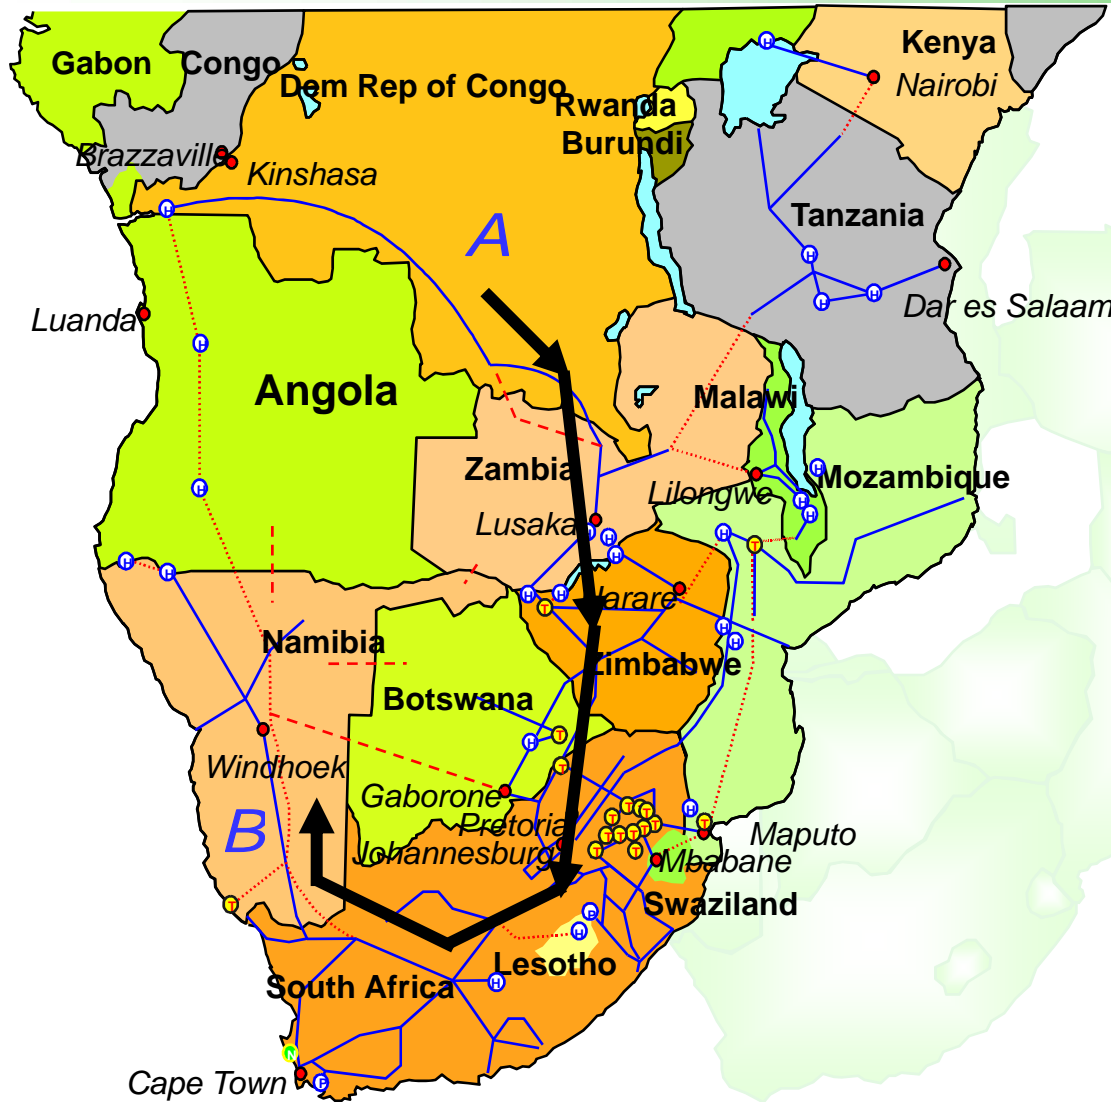 Kenya
Gabon
Congo
Dem Rep of Congo
Nairobi
Rwanda
Burundi
Brazzaville
Kinshasa
H
H
Tanzania
A
H
H
H
Dar es Salaam
Luanda
H
Angola
Malawi
Zambia
H
Mozambique
Lilongwe
H
H
H
Lusaka
H
H
H
H
T
H
H
H
H
T
Harare
H
H
Namibia
Zimbabwe
Botswana
H
T
T
Windhoek
Gaborone
B
Pretoria
Johannesburg
T
T
T
T
T
T
T
T
T
T
T
H
T
Maputo
Mbabane
T
Swaziland
P
H
Lesotho
H
South Africa
N
Cape Town
P